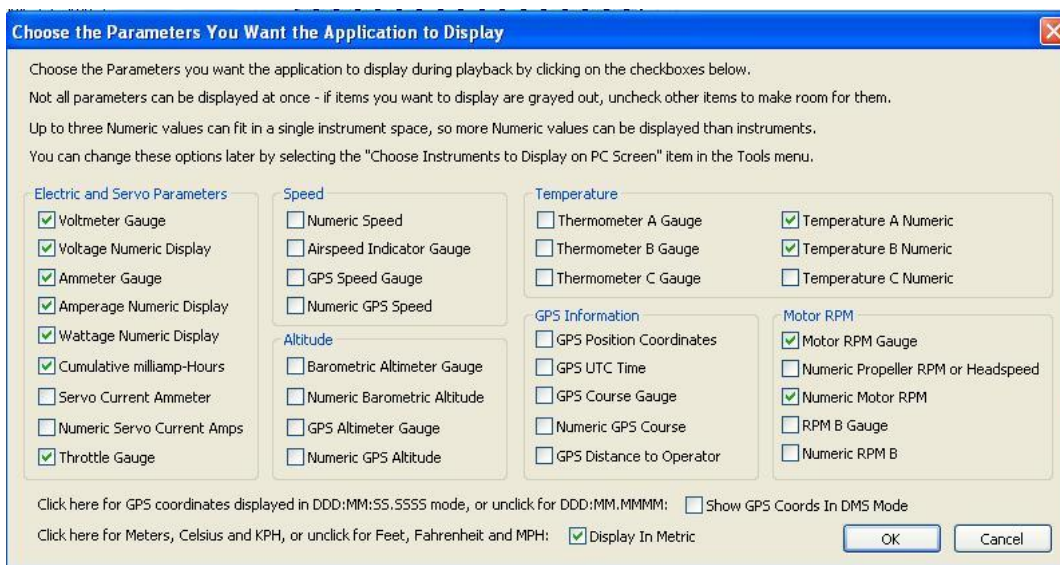 Choose the Parameters You Want the Application to Display
Choose the Parameters you want the application to display during playback by clicking on the checkboxes below.
Not all parameters can be displayed at once - if items you want to display are grayed out, uncheck other items to make room for them.
Up to three Numeric values can fit in a single instrument space, so more Numeric values can be displayed than instruments.
You can change these options later by selecting the "Choose Instruments to Display on PC Screen" item in the Tools menu.
Electric and Servo Parameters
Voltmeter Gauge
Voltage Numeric Display
Ammeter Gauge
Amperage Numeric Display
Wattage Numeric Display
Cumulative milliamp-Hours
Servo Current Ammeter
Numeric Servo Current Amps
Throttle Gauge
Speed
Numeric Speed
Airspeed Indicator Gauge
GPS Speed Gauge
Numeric GPS Speed
Altitude
Barometric Altimeter Gauge
Numeric Barometric Altitude
GPS Altimeter Gauge
Numeric GPS Altitude
Temperature
Thermometer A Gauge
Thermometer B Gauge
Thermometer C Gauge
Temperature A Numeric
Temperature B Numeric
Temperature C Numeric
GPS Information
GPS Position Coordinates
GPS UTC Time
GPS Course Gauge
Numeric GPS Course
GPS Distance to Operator
Motor RPM
Motor RPM Gauge
Numeric Propeller RPM or Headspeed
Numeric Motor RPM
RPM B Gauge
Numeric RPM B
Click here for GPS coordinates displayed in DDD:MM:SS.SSSS mode, or unclick for DDD:MM.MMMM:
Show GPS Coords In DMS Mode
Click here for Meters, Celsius and KPH, or unclick for Feet, Fahrenheit and MPH:
Display In Metric
OK
Cancel